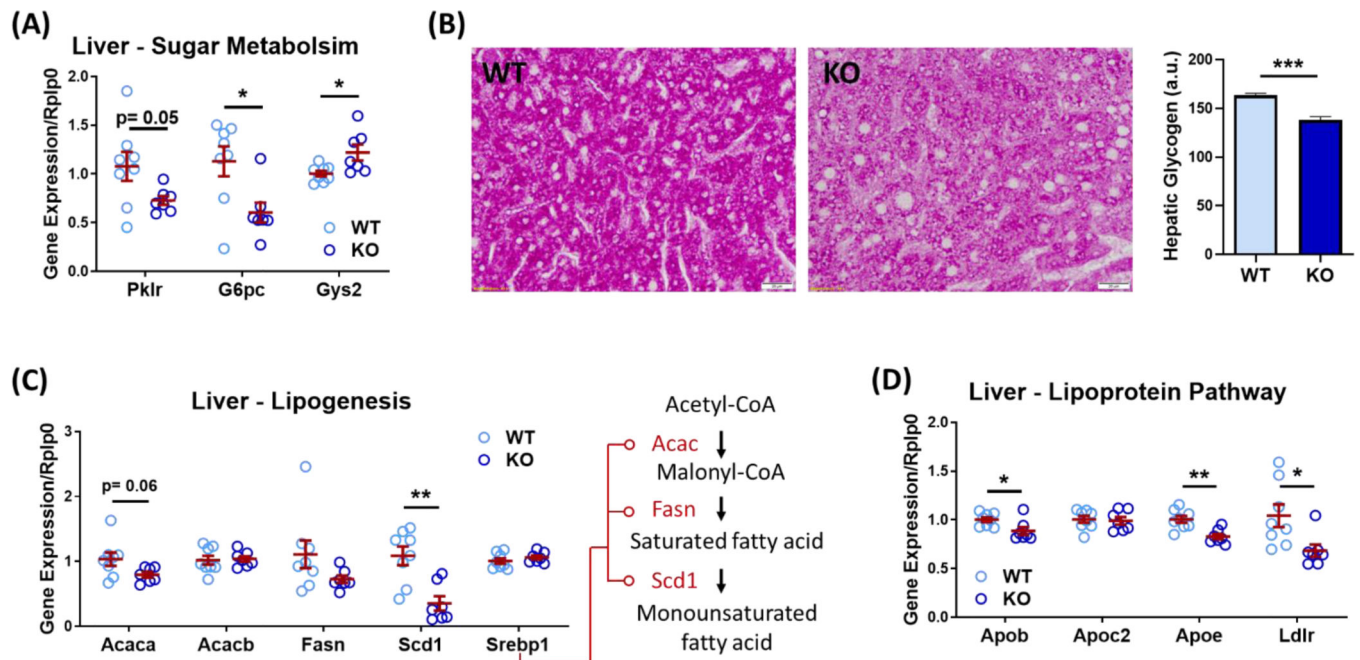 (A)
Liver - Sugar Metabolsim
Gene Expression/Rplp0
2.0
1.5
1.0
0.5
0.0
p= 0.05
*
*
WT
KO
Pklr G6pc Gys2
(B)
WT
KO
Hepatic Glycogen (a.u.)
200
150
100
50
0
***
WT KO
(C)
Liver - Lipogenesis
Gene Expression/Rplp0
3
2
1
0
p= 0.06
**
WT
KO
Acaca Acacb Fasn Scd1 Srebp1
Acetyl-CoA
Acac
Malonyl-CoA
Fasn
Saturated fatty acid
Scd1
Monounsaturated
fatty acid
(D)
Liver - Lipoprotein Pathway
Gene Expression/Rplp0
2.0
1.5
1.0
0.5
0.0
*
**
*
WT
KO
Apob Apoc2 Apoe Ldlr